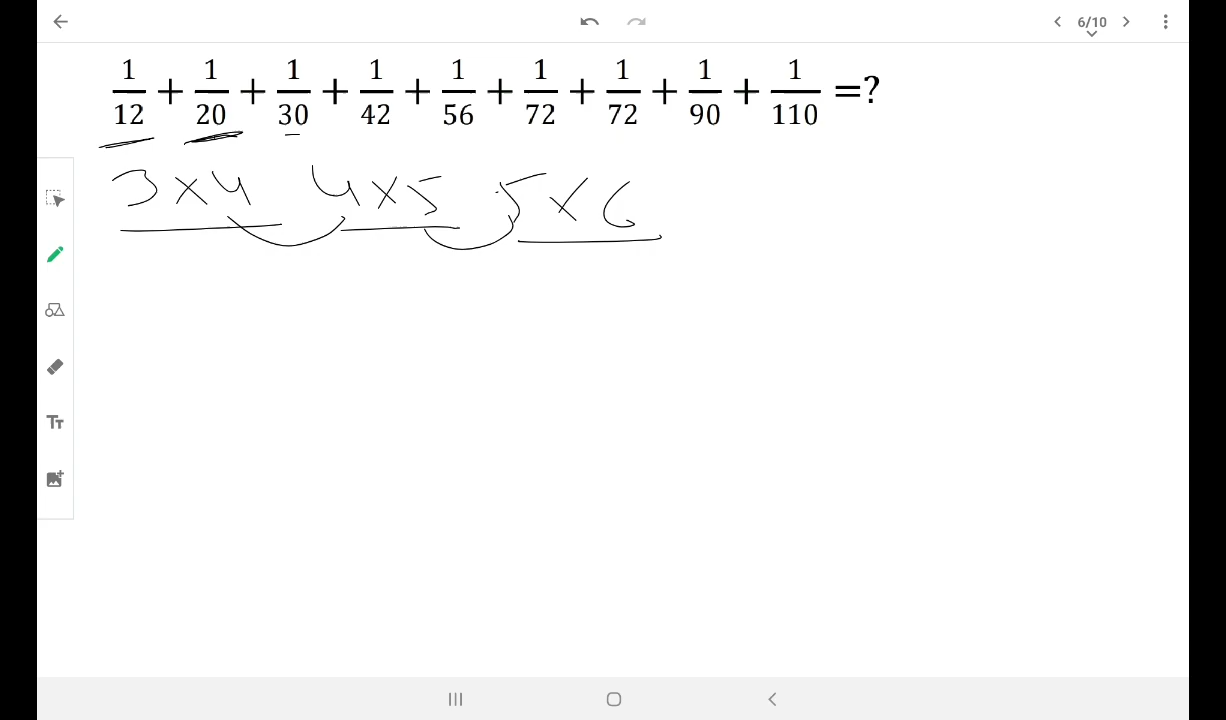 6/10
1/12 + 1/20 + 1/30 + 1/42 + 1/56 + 1/72 + 1/72 + 1/90 + 1/110 =?
3 × 4 4 × 5 5 × 6
Tт